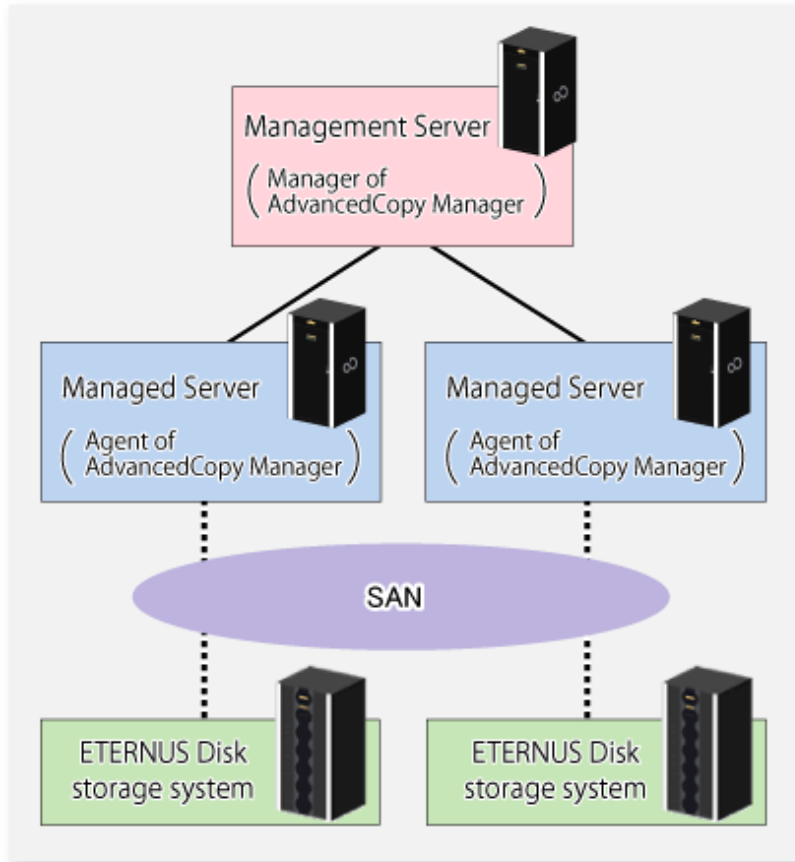 Management Server
( Manager of
AdvancedCopy Manager )
Managed Server
( Agent of
AdvancedCopy Manager )
Managed Server
( Agent of
AdvancedCopy Manager )
SAN
ETERNUS Disk
storage system
ETERNUS Disk
storage system